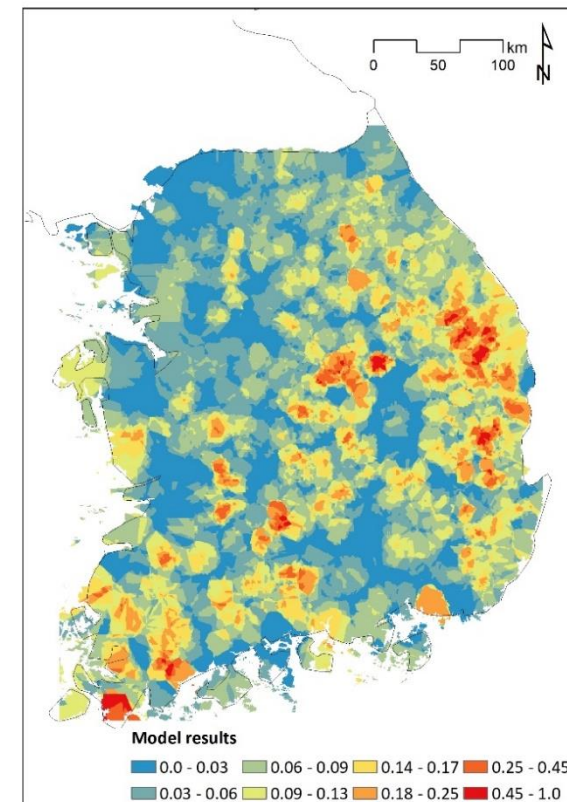 km
0 50 100
N
Model results
0.0 - 0.03 0.06 - 0.09 0.14 - 0.17 0.25 - 0.45
0.03 - 0.06 0.09 - 0.13 0.18 - 0.25 0.45 - 1.0